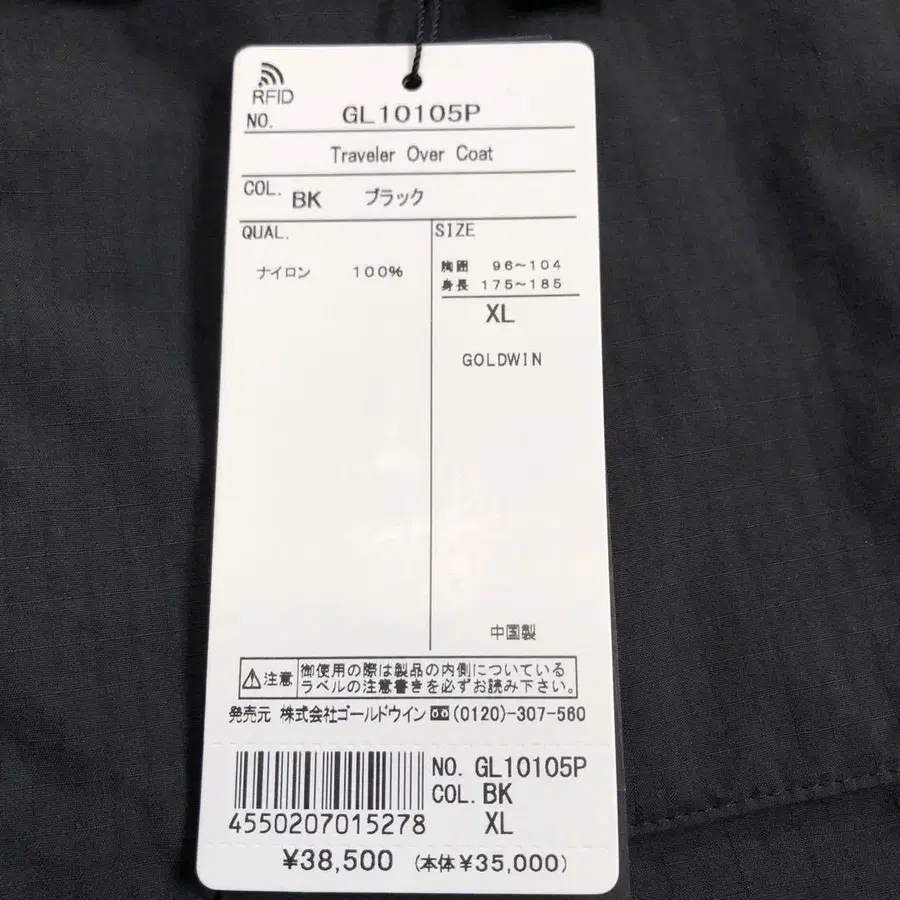 RFID
NO. GL10105P
Traveler Over Coat
COL. BK ブラック
QUAL.
ナイロン 100%
SIZE
胸囲 96~104
身長 175~185
XL
GOLDWIN
中国製
⚠注意 御使用の際は製品の内側についている
ラベルの注意書きを必ずお読み下さい。
発売元 株式会社ゴールドウイン (0120)-307-560
NO. GL10105P
COL. BK
4550207015278 XL
¥38,500 (本体¥35,000)